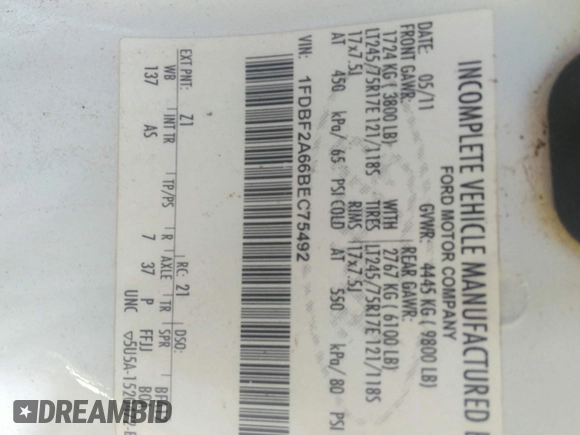 INCOMPLETE VEHICLE MANUFACTURED
FORD MOTOR COMPANY
DATE: 05/11 GVWR: 4445 KG ( 9800 LB)
FRONT GAWR: REAR GAWR:
1724 KG ( 3800 LB) WITH 2767 KG ( 6100 LB)
LT245/75R17E 121/118S TIRES LT245/75R17E 121/118S
17x7.5J RIMS 17x7.5J
AT 450 kPa/ 65 PSI COLD AT 550 kPa/ 80 PSI
VIN: 1FDBF2A66BEC75492
EXT PNT: Z1 RC: 21 DSO:
WB INT TR TP/PS R AXLE TR SPR
137 AS 7 37 P FFJJ
UNC
DREAMBID